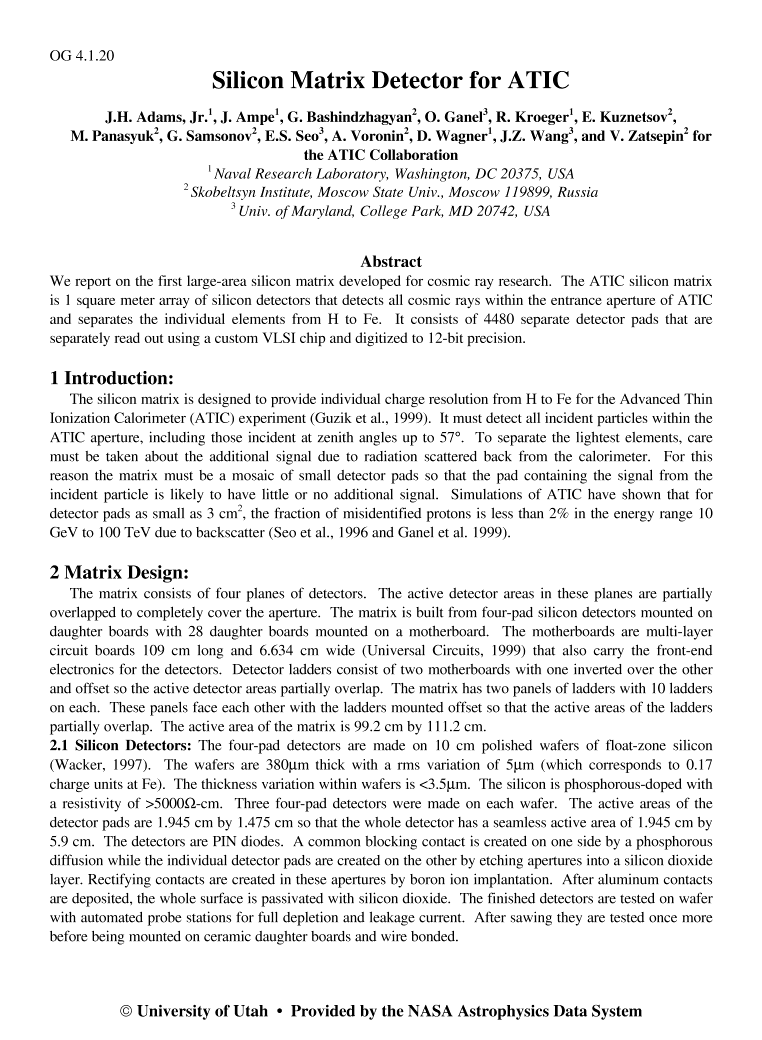 OG 4.1.20
Silicon Matrix Detector for ATIC
J.H. Adams, Jr.1, J. Ampe1, G. Bashindzhagyan2, O. Ganel3, R. Kroeger1, E. Kuznetsov2,
M. Panasyuk2, G. Samsonov2, E.S. Seo3, A. Voronin2, D. Wagner1, J.Z. Wang3, and V. Zatsepin2 for
the ATIC Collaboration
1 Naval Research Laboratory, Washington, DC 20375, USA
2 Skobeltsyn Institute, Moscow State Univ., Moscow 119899, Russia
3 Univ. of Maryland, College Park, MD 20742, USA
Abstract
We report on the first large-area silicon matrix developed for cosmic ray research. The ATIC silicon matrix
is 1 square meter array of silicon detectors that detects all cosmic rays within the entrance aperture of ATIC
and separates the individual elements from H to Fe. It consists of 4480 separate detector pads that are
separately read out using a custom VLSI chip and digitized to 12-bit precision.
1 Introduction:
The silicon matrix is designed to provide individual charge resolution from H to Fe for the Advanced Thin
Ionization Calorimeter (ATIC) experiment (Guzik et al., 1999). It must detect all incident particles within the
ATIC aperture, including those incident at zenith angles up to 57°. To separate the lightest elements, care
must be taken about the additional signal due to radiation scattered back from the calorimeter. For this
reason the matrix must be a mosaic of small detector pads so that the pad containing the signal from the
incident particle is likely to have little or no additional signal. Simulations of ATIC have shown that for
detector pads as small as 3 cm2, the fraction of misidentified protons is less than 2% in the energy range 10
GeV to 100 TeV due to backscatter (Seo et al., 1996 and Ganel et al. 1999).
2 Matrix Design:
The matrix consists of four planes of detectors. The active detector areas in these planes are partially
overlapped to completely cover the aperture. The matrix is built from four-pad silicon detectors mounted on
daughter boards with 28 daughter boards mounted on a motherboard. The motherboards are multi-layer
circuit boards 109 cm long and 6.634 cm wide (Universal Circuits, 1999) that also carry the front-end
electronics for the detectors. Detector ladders consist of two motherboards with one inverted over the other
and offset so the active detector areas partially overlap. The matrix has two panels of ladders with 10 ladders
on each. These panels face each other with the ladders mounted offset so that the active areas of the ladders
partially overlap. The active area of the matrix is 99.2 cm by 111.2 cm.
2.1 Silicon Detectors: The four-pad detectors are made on 10 cm polished wafers of float-zone silicon
(Wacker, 1997). The wafers are 380μm thick with a rms variation of 5μm (which corresponds to 0.17
charge units at Fe). The thickness variation within wafers is <3.5μm. The silicon is phosphorous-doped with
a resistivity of >5000Ω-cm. Three four-pad detectors were made on each wafer. The active areas of the
detector pads are 1.945 cm by 1.475 cm so that the whole detector has a seamless active area of 1.945 cm by
5.9 cm. The detectors are PIN diodes. A common blocking contact is created on one side by a phosphorous
diffusion while the individual detector pads are created on the other by etching apertures into a silicon dioxide
layer. Rectifying contacts are created in these apertures by boron ion implantation. After aluminum contacts
are deposited, the whole surface is passivated with silicon dioxide. The finished detectors are tested on wafer
with automated probe stations for full depletion and leakage current. After sawing they are tested once more
before being mounted on ceramic daughter boards and wire bonded.
© University of Utah • Provided by the NASA Astrophysics Data System